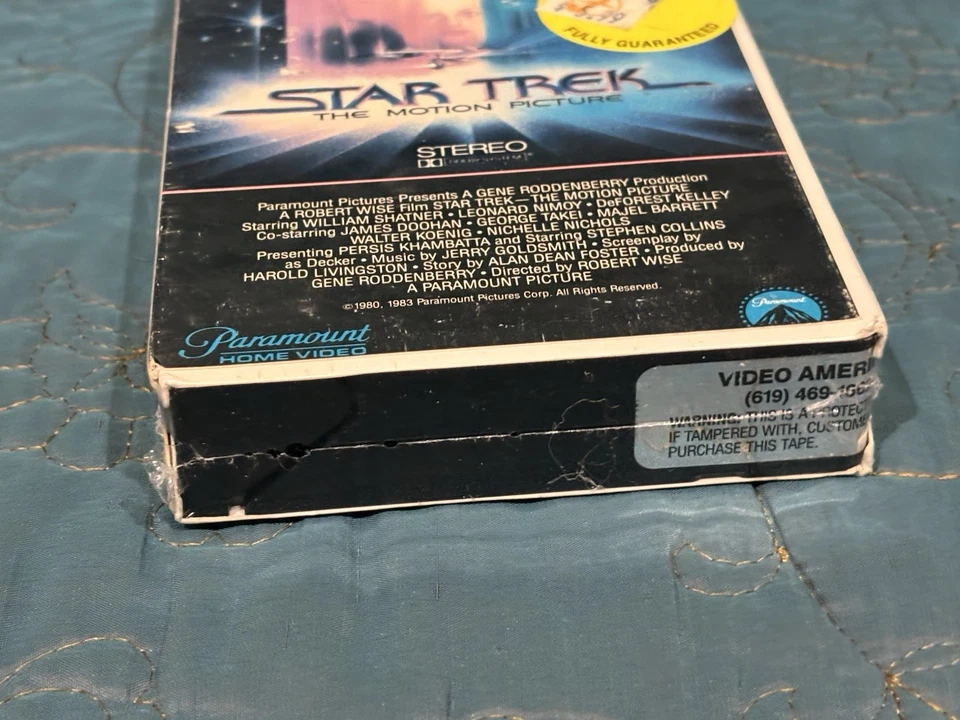 FULLY GUARANTEED
STAR TREK
THE MOTION PICTURE
STEREO
Paramount Pictures Presents A GENE RODDENBERRY Production
A ROBERT WISE Film STAR TREK—THE MOTION PICTURE
Starring WILLIAM SHATNER • LEONARD NIMOY • DeFOREST KELLEY
Co-starring JAMES DOOHAN • GEORGE TAKEI • MAJEL BARRETT
WALTER KOENIG • NICHELLE NICHOLS
Presenting PERSIS KHAMBATTA and Starring STEPHEN COLLINS
as Decker • Music by JERRY GOLDSMITH • Screenplay by
HAROLD LIVINGSTON • Story by ALAN DEAN FOSTER • Produced by
GENE RODDENBERRY • Directed by ROBERT WISE
A PARAMOUNT PICTURE
©1980, 1983 Paramount Pictures Corp. All Rights Reserved.
Paramount
Paramount
HOME VIDEO
VIDEO AMERI
(619) 469-
WARNING: THIS IS A PROTECT
IF TAMPERED WITH, CUSTOM
PURCHASE THIS TAPE.